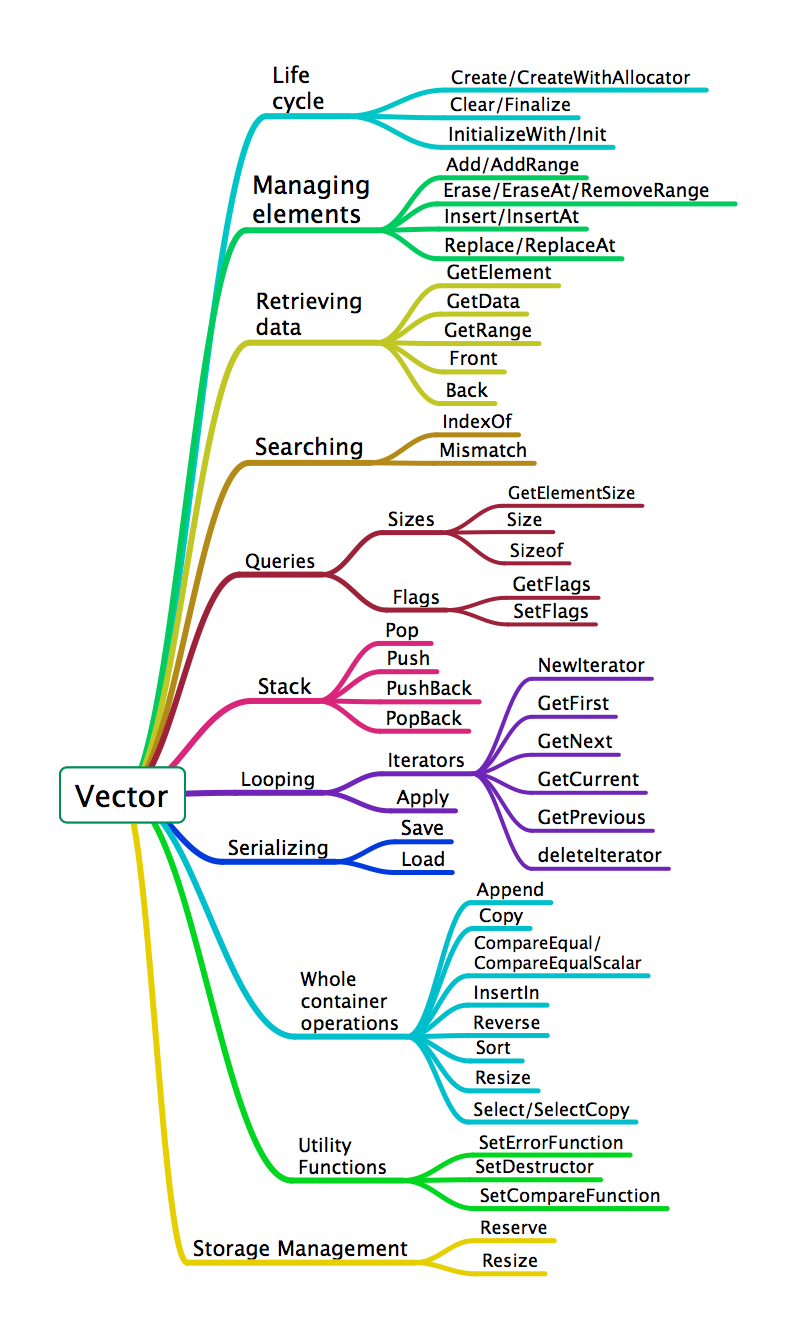 Life
cycle
Create/CreateWithAllocator
Clear/Finalize
InitializeWith/Init
Managing
elements
Add/AddRange
Erase/EraseAt/RemoveRange
Insert/InsertAt
Replace/ReplaceAt
Retrieving
data
GetElement
GetData
GetRange
Front
Back
Searching
IndexOf
Mismatch
Queries
Sizes
GetElementSize
Size
Sizeof
Flags
GetFlags
SetFlags
Stack
Pop
Push
PushBack
PopBack
Vector
Looping
Iterators
NewIterator
GetFirst
GetNext
GetCurrent
GetPrevious
deleteIterator
Apply
Serializing
Save
Load
Whole
container
operations
Append
Copy
CompareEqual/
CompareEqualScalar
InsertIn
Reverse
Sort
Resize
Select/SelectCopy
Utility
Functions
SetErrorFunction
SetDestructor
SetCompareFunction
Storage Management
Reserve
Resize